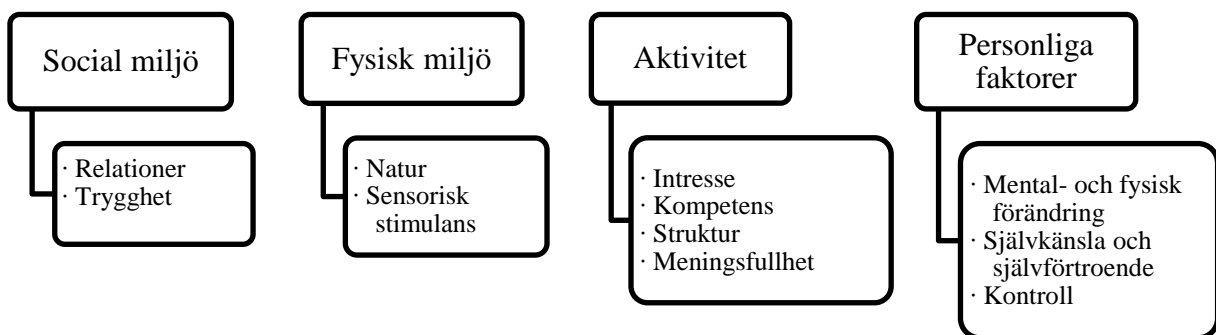 Social miljö
· Relationer
· Trygghet
Fysisk miljö
· Natur
· Sensorisk
stimulans
Aktivitet
· Intresse
· Kompetens
· Struktur
· Meningsfullhet
Personliga
faktorer
· Mental- och fysisk
förändring
· Självkänsla och
självförtroende
· Kontroll